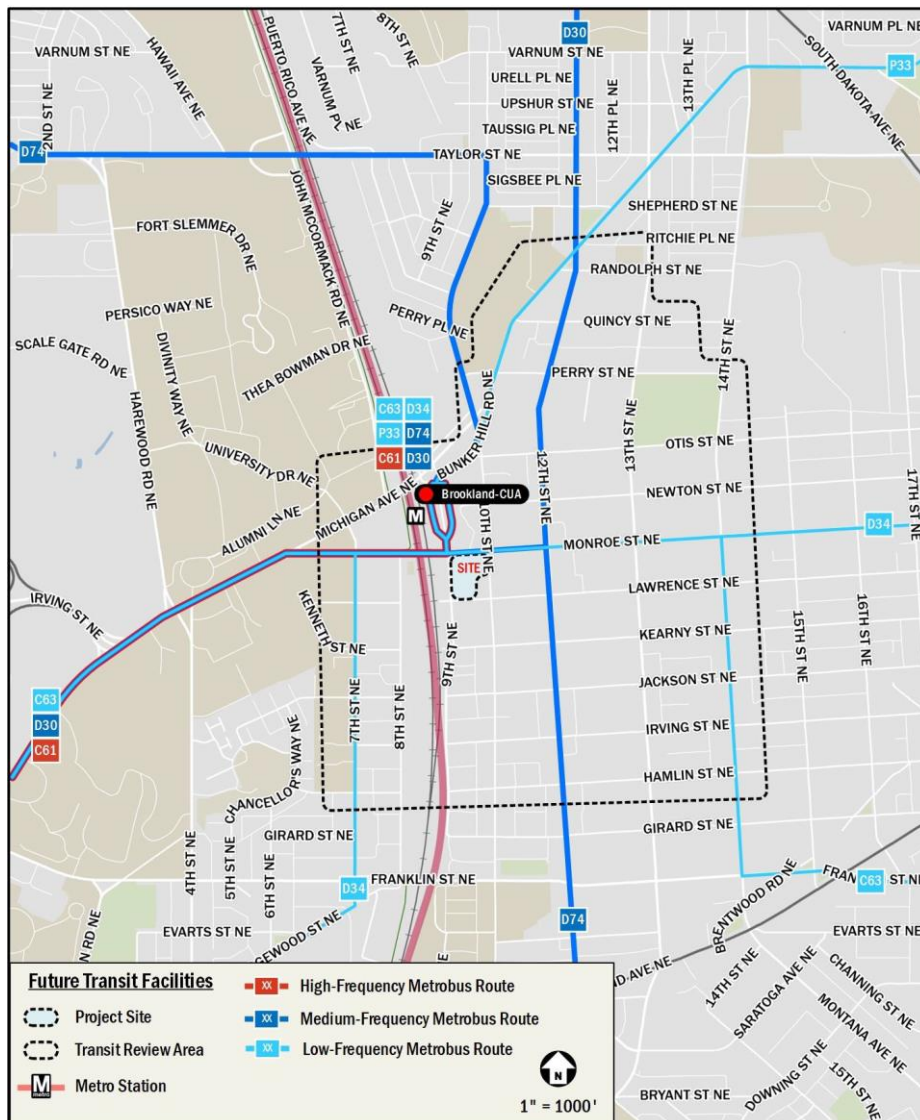 7TH ST NE
8TH ST NE
VARNUM PL NE
D30
VARNUM ST NE
HAWAII AVE NE
PUERTO RICO AVE NE
VARNUM PL NE
VARNUM ST NE
13TH PL NE
SOUTH DAKOTA AVE NE
P33
URELL PL NE
UPSHUR ST NE
12TH PL NE
TAUSSIG PL NE
2ND ST NE
D74
TAYLOR ST NE
SIGSBEE PL NE
JOHN MCCORMACK RD NE
SHEPHERD ST NE
9TH ST NE
FORT SLEMMER DR NE
RITCHIE PL NE
RANDOLPH ST NE
PERSICO WAY NE
PERRY PL NE
QUINCY ST NE
SCALE GATE RD NE
DIVINITY WAY NE
THEA BOWMAN DR NE
14TH ST NE
PERRY ST NE
HAREWOOD RD NE
C63 D34
P33 D74
C61 D30
BUNKER HILL RD NE
13TH ST NE
OTIS ST NE
UNIVERSITY DR NE
12TH ST NE
MICHIGAN AVE NE
Brookland-CUA
NEWTON ST NE
17TH ST NE
ALUMNI LN NE
M
10TH ST NE
D34
MONROE ST NE
SITE
LAWRENCE ST NE
IRVING ST NE
KENNETH ST NE
9TH ST NE
KEARNY ST NE
15TH ST NE
16TH ST NE
JACKSON ST NE
C63
D30
C61
7TH ST NE
8TH ST NE
IRVING ST NE
CHANCELLOR'S WAY NE
HAMLIN ST NE
GIRARD ST NE
GIRARD ST NE
4TH ST NE
5TH ST NE
6TH ST NE
D34
FRANKLIN ST NE
BRENTWOOD RD NE
FRAN
C63
ST NE
N RD NE
EVARTS ST NE
GEWOOD ST NE
D74
EVARTS ST NE
E
ND AVE NE
14TH ST NE
CHANNING ST NE
SARATOGA AVE NE
MONTANA AVE NE
DOWNING ST NE
15TH ST NE
BRYANT ST NE
Future Transit Facilities
Project Site
Transit Review Area
M metro Metro Station
XX High-Frequency Metrobus Route
XX Medium-Frequency Metrobus Route
XX Low-Frequency Metrobus Route
N
1" = 1000'